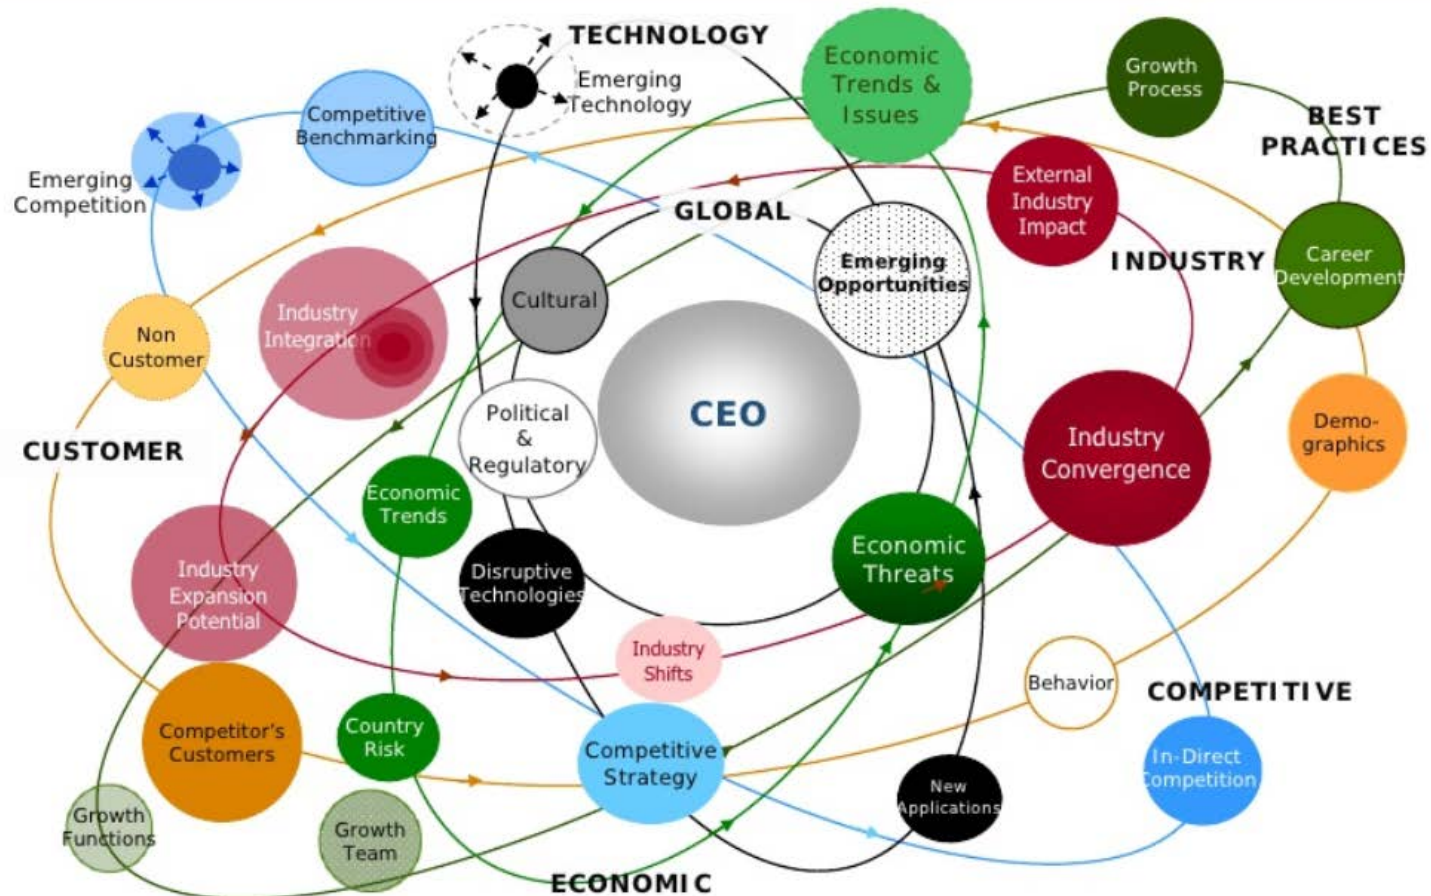 TECHNOLOGY
Emerging
Technology
Economic
Trends &
Issues
Growth
Process
BEST
PRACTICES
Competitive
Benchmarking
Emerging
Competition
External
Industry
Impact
GLOBAL
INDUSTRY
Career
Development
Emerging
Opportunities
Cultural
Industry
Integration
Non
Customer
CEO
Political
&
Regulatory
Industry
Convergence
Demo-
graphics
CUSTOMER
Economic
Trends
Economic
Threats
Disruptive
Technologies
Industry
Expansion
Potential
Industry
Shifts
Behavior
COMPETITIVE
Competitor's
Customers
Country
Risk
Competitive
Strategy
In-Direct
Competition
New
Applications
Growth
Functions
Growth
Team
ECONOMIC